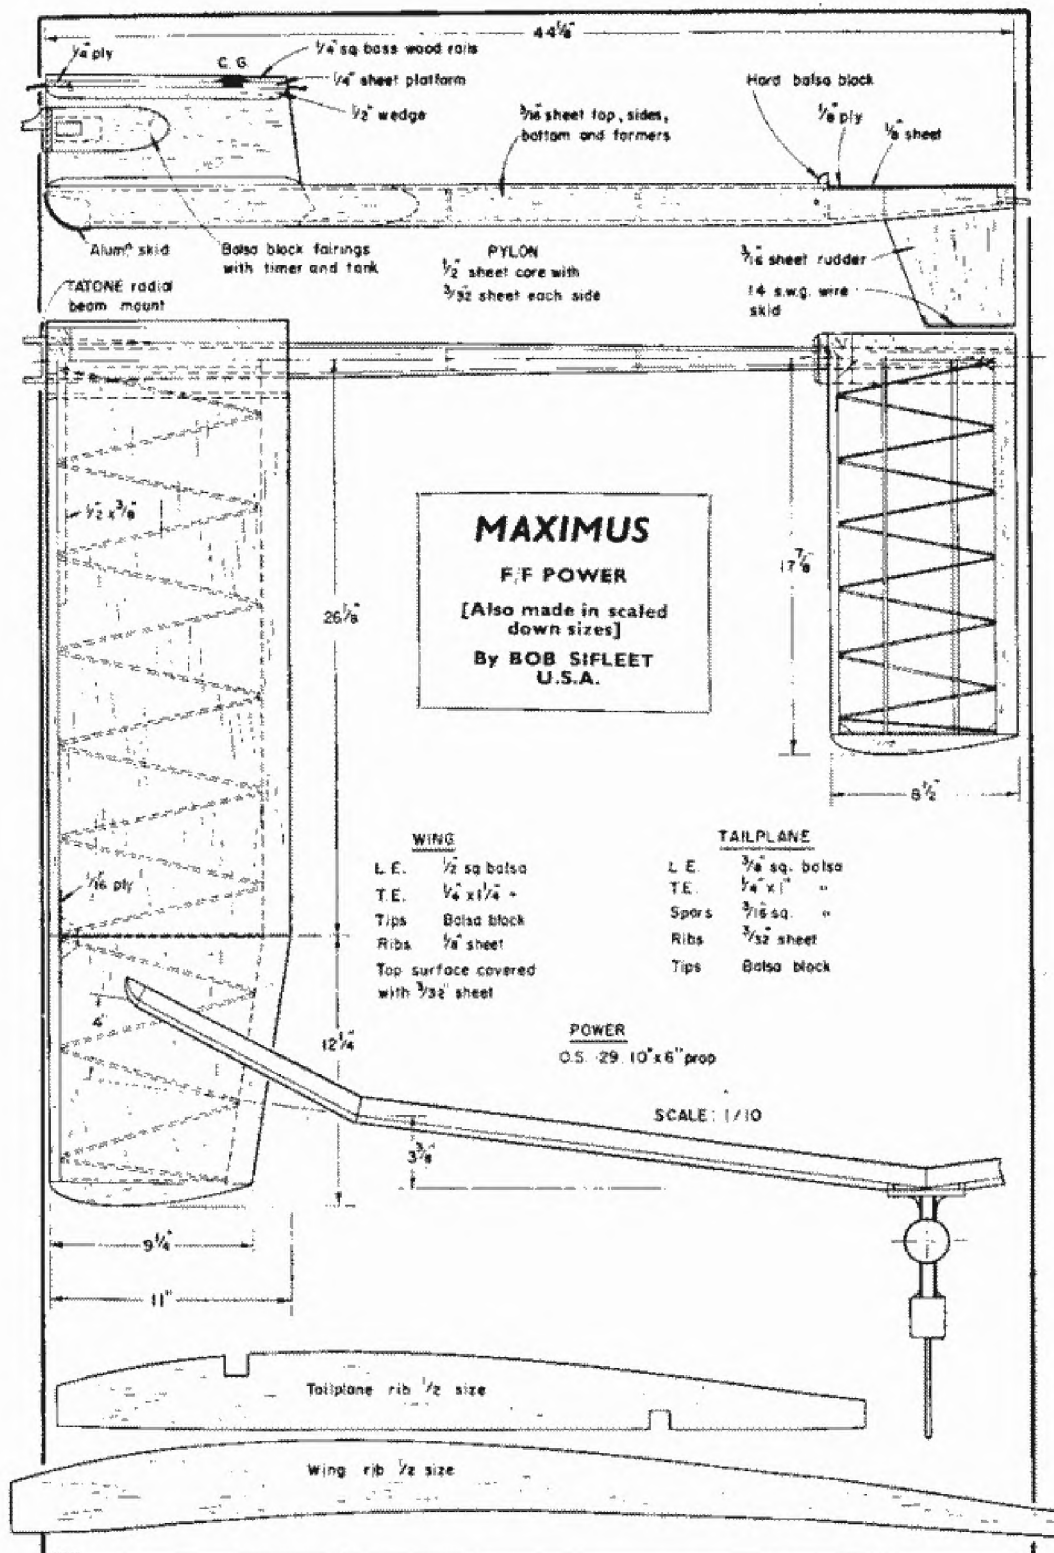 44⅛"
¼" ply
C. G.
¼" sq bass wood rails
¼" sheet platform
½" wedge
3/16" sheet top, sides,
bottom and formers
Hard balsa block
⅛" ply
⅛" sheet
Alumn skid
Balsa block fairings
with timer and tank
PYLON
½" sheet core with
3/32" sheet each side
3/16" sheet rudder
14 s.w.g. wire
skid
TATONE radial
beam mount
½" x ⅜"
26⅛"
17⅞"
MAXIMUS
F/F POWER
[Also made in scaled
down sizes]
By BOB SIFLEET
U.S.A.
8½"
1/16" ply
WING
L.E. ½" sq balsa
T.E. ¼" x 1¼" "
Tips Balsa block
Ribs ⅛" sheet
Top surface covered
with 3/32" sheet
TAILPLANE
L.E. ¾" sq. balsa
T.E. ¼" x 1" "
Spars 3/16" sq. "
Ribs 3/32" sheet
Tips Balsa block
4"
12¼"
POWER
O.S. ·29. 10" x 6" prop
SCALE: 1/10
3⅜"
9¼"
11"
Tailplane rib ½ size
Wing rib ½ size